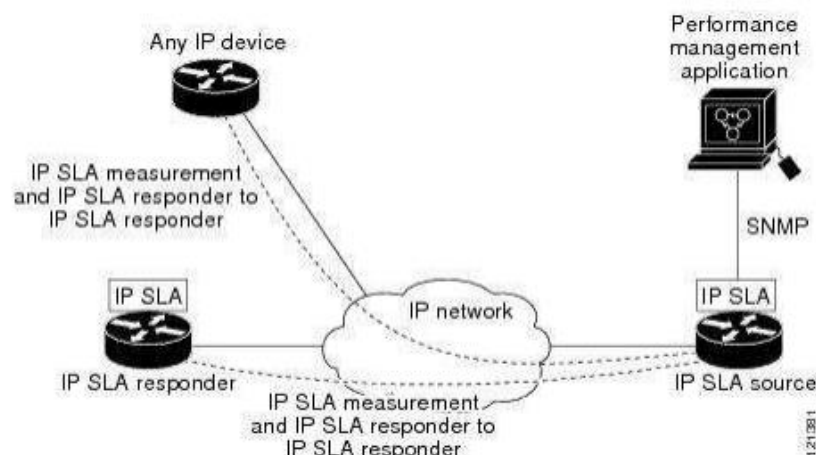 Performance
management
application
Any IP device
IP SLA measurement
and IP SLA responder to
IP SLA responder
SNMP
IP SLA
IP network
IP SLA
IP SLA responder
IP SLA source
IP SLA measurement
and IP SLA responder to
IP SLA responder
121381